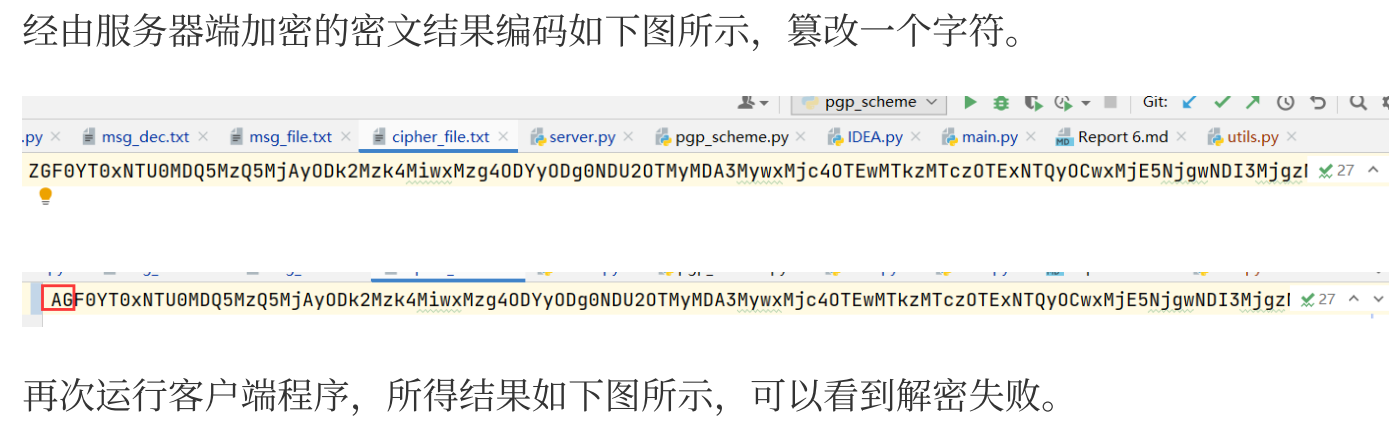 经由服务器端加密的密文结果编码如下图所示，篡改一个字符。
pgp_scheme Git:
.py msg_dec.txt msg_file.txt cipher_file.txt server.py pgp_scheme.py IDEA.py main.py Report 6.md utils.py
ZGF0YT0xNTU0MDQ5MzQ5MjAyODk2Mzk4MiwxMzg4ODYyODg0NDU2OTMyMDA3MywxMjc4OTEwMTkzMTczOTExNTQyOCwxMjE5NjgwNDI3Mjgz 27
AGF0YT0xNTU0MDQ5MzQ5MjAyODk2Mzk4MiwxMzg4ODYyODg0NDU2OTMyMDA3MywxMjc4OTEwMTkzMTczOTExNTQyOCwxMjE5NjgwNDI3Mjgz 27
再次运行客户端程序，所得结果如下图所示，可以看到解密失败。